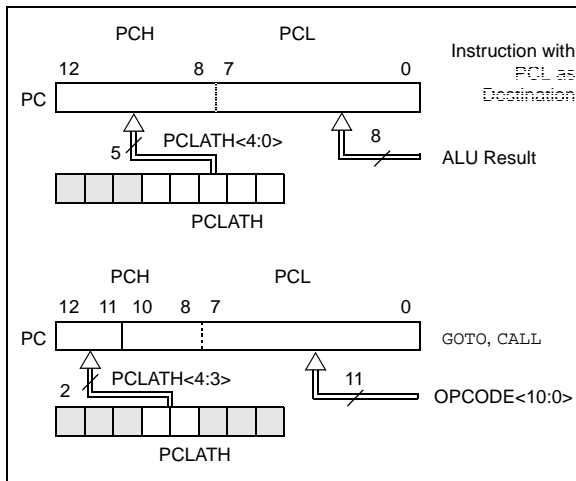 PCH PCL
12 8 7 0
Instruction with
PCL as
Destination
PC
5 PCLATH<4:0> 8
ALU Result
PCLATH
PCH PCL
12 11 10 8 7 0
PC
GOTO, CALL
2 PCLATH<4:3> 11
OPCODE<10:0>
PCLATH